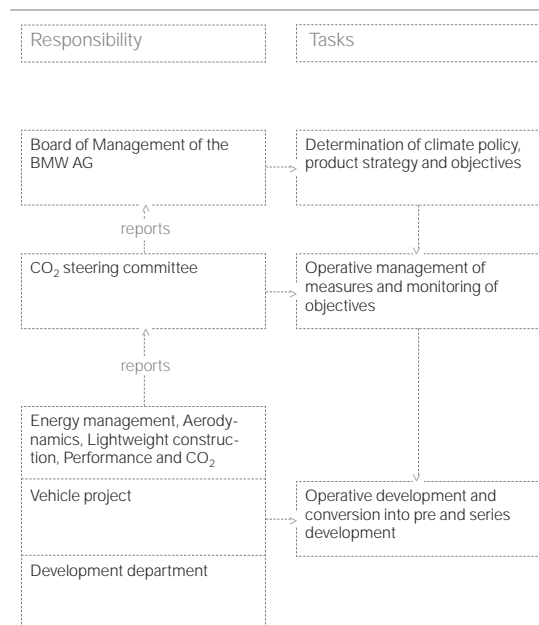 Responsibility
Tasks
Board of Management of the
BMW AG
Determination of climate policy,
product strategy and objectives
reports
CO₂ steering committee
Operative management of
measures and monitoring of
objectives
reports
Energy management, Aerody-
namics, Lightweight construc-
tion, Performance and CO₂
Vehicle project
Operative development and
conversion into pre and series
development
Development department